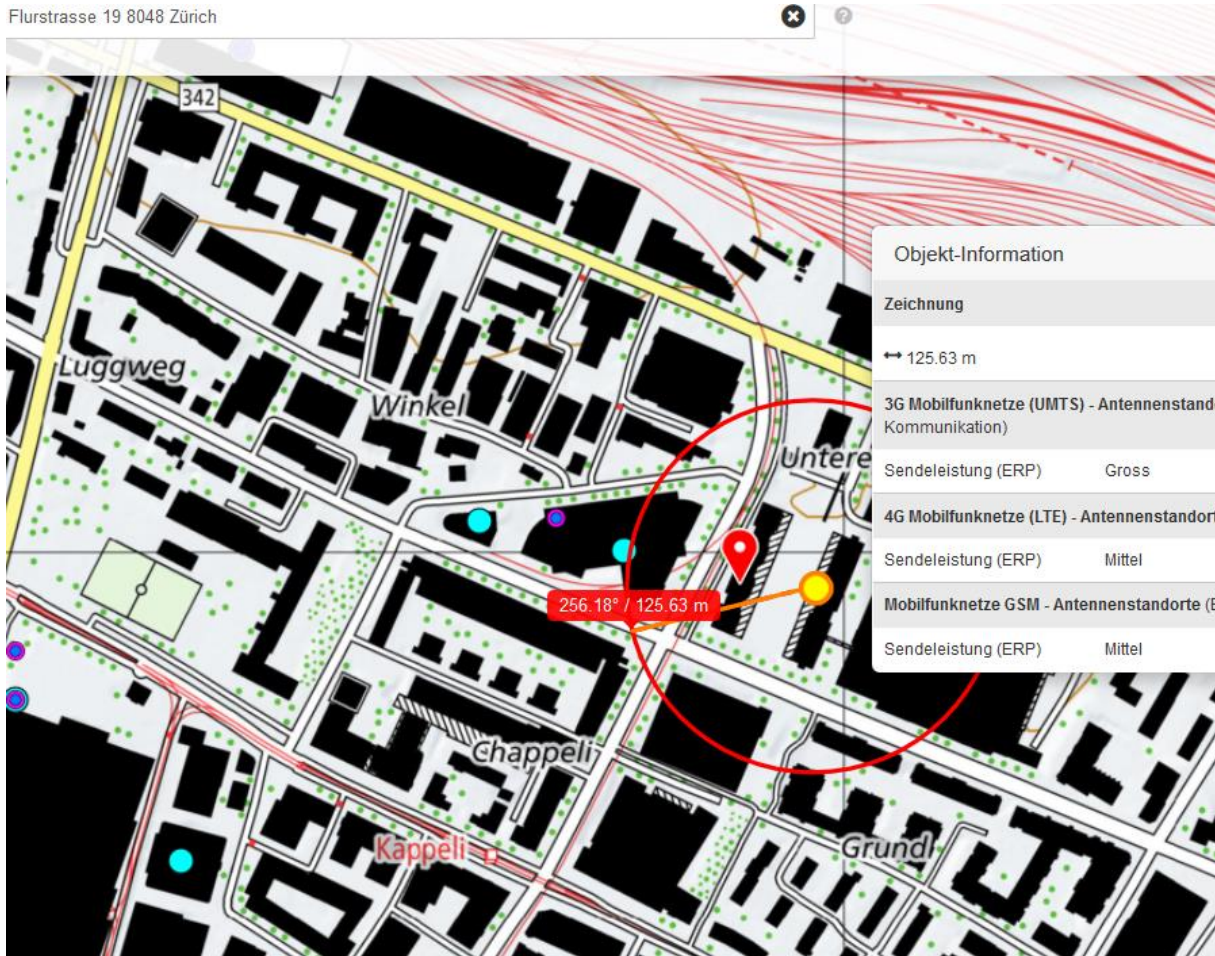 Flurstrasse 19 8048 Zürich
?
342
Objekt-Information
Zeichnung
125.63 m
Luggweg
Winkel
3G Mobilfunknetze (UMTS) - Antennenstando
Kommunikation)
Untere
Sendeleistung (ERP) Gross
4G Mobilfunknetze (LTE) - Antennenstandort
Sendeleistung (ERP) Mittel
256.18° / 125.63 m
Mobilfunknetze GSM - Antennenstandorte (B
Sendeleistung (ERP) Mittel
Chappeli
Kappeli
Grundl